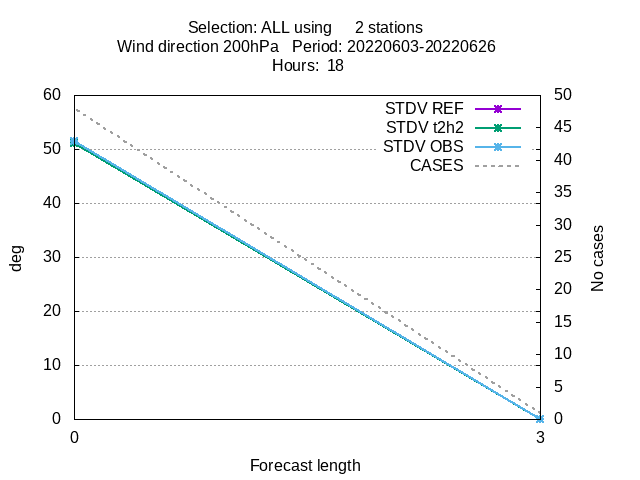 Selection: ALL using 2 stations
Wind direction 200hPa Period: 20220603-20220626
Hours: 18
STDV REF
STDV t2h2
STDV OBS
CASES
60
50
40
30
20
10
0
50
45
40
35
30
25
20
15
10
5
0
deg
No cases
0 3
Forecast length